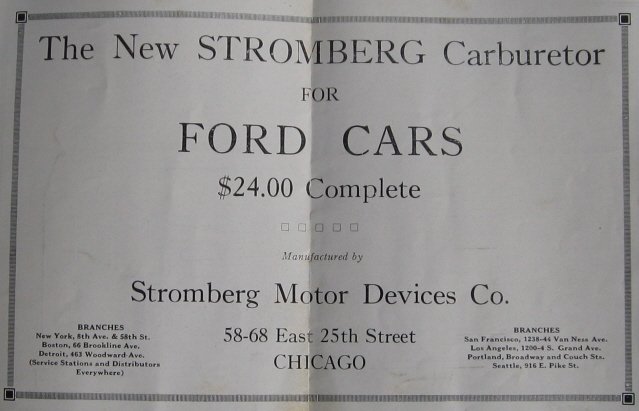 The New STROMBERG Carburetor
FOR
FORD CARS
$24.00 Complete
Manufactured by
Stromberg Motor Devices Co.
58-68 East 25th Street
CHICAGO
BRANCHES
New York, 8th Ave. & 58th St.
Boston, 66 Brookline Ave.
Detroit, 463 Woodward Ave.
(Service Stations and Distributors
Everywhere)
BRANCHES
San Francisco, 1238-44 Van Ness Ave.
Los Angeles, 1200-4 S. Grand Ave.
Portland, Broadway and Couch Sts.
Seattle, 916 E. Pike St.